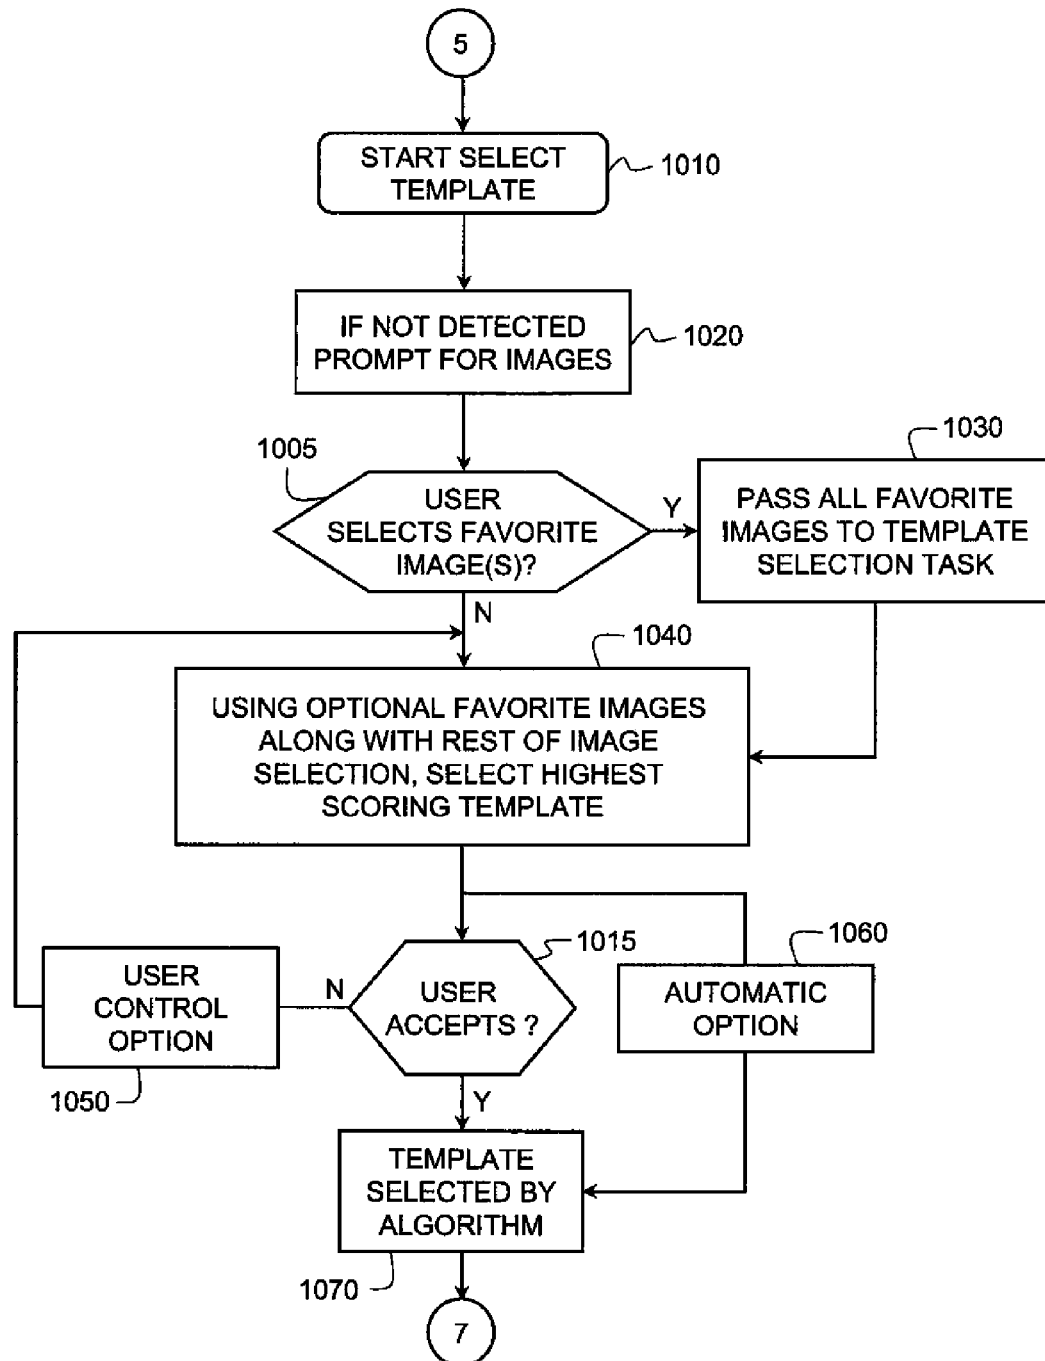 5
START SELECT
TEMPLATE
1010
IF NOT DETECTED
PROMPT FOR IMAGES
1020
1005
USER
SELECTS FAVORITE
IMAGE(S)?
Y
N
1030
PASS ALL FAVORITE
IMAGES TO TEMPLATE
SELECTION TASK
1040
USING OPTIONAL FAVORITE IMAGES
ALONG WITH REST OF IMAGE
SELECTION, SELECT HIGHEST
SCORING TEMPLATE
1015
USER
ACCEPTS ?
N
Y
USER
CONTROL
OPTION
1050
1060
AUTOMATIC
OPTION
TEMPLATE
SELECTED BY
ALGORITHM
1070
7